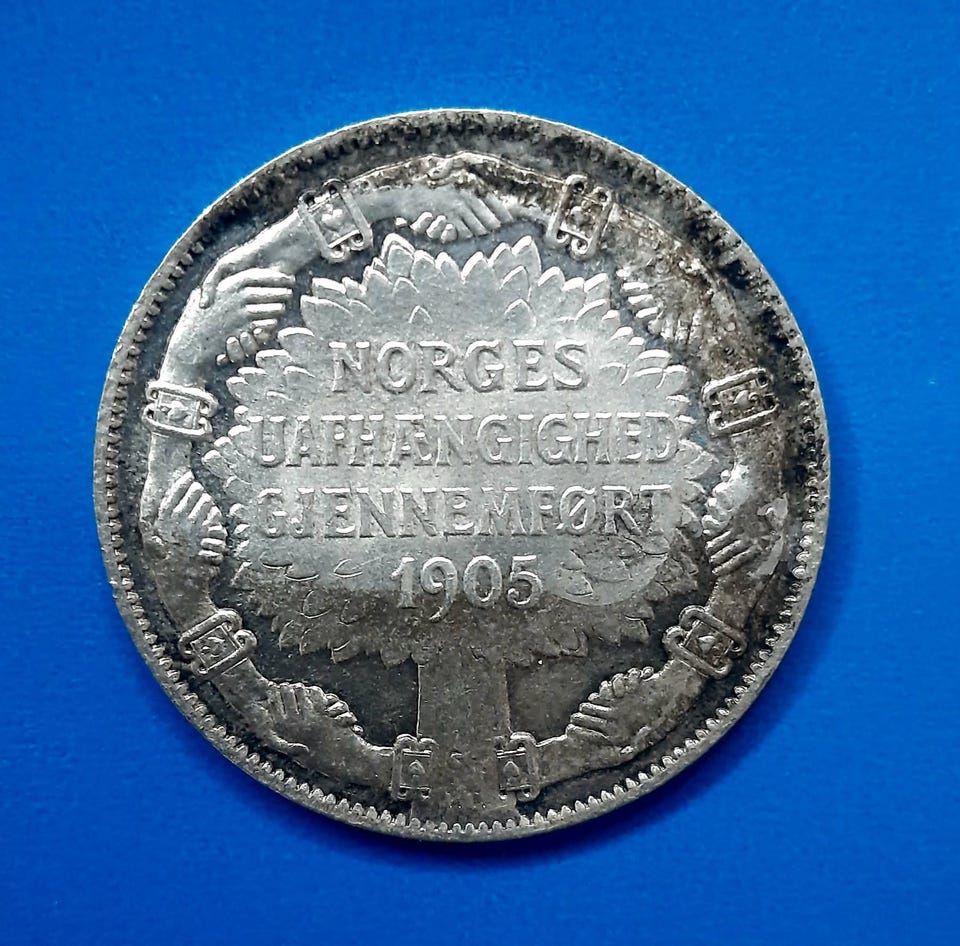 NORGES
UAFHÆNGIGHED
GJENNEMFØRT
1905